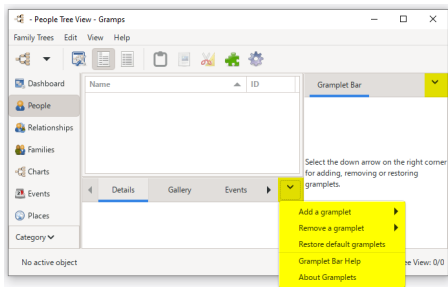 - People Tree View - Gramps
Family Trees Edit View Help
Dashboard
People
Relationships
Families
Charts
Events
Places
Category
Name ID
Gramplet Bar
Select the down arrow on the right corner
for adding, removing or restoring
gramplets.
Details Gallery Events
Add a gramplet
Remove a gramplet
Restore default gramplets
Gramplet Bar Help
About Gramplets
No active object
ee View: 0/0